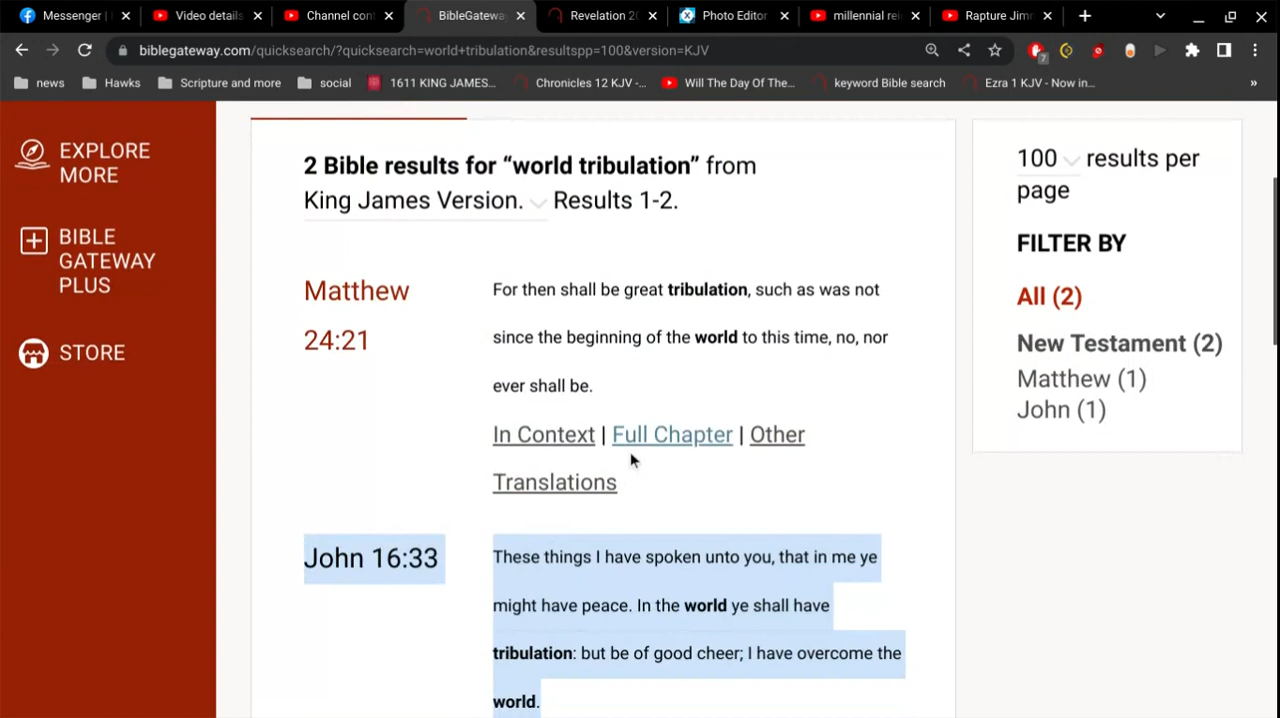 Messenger |
Video details
Channel con
BibleGateway
Revelation 20
Photo Editor
millennial rei
Rapture Jimm
biblegateway.com/quicksearch/?quicksearch=world+tribulation&resultspp=100&version=KJV
7
news
Hawks
Scripture and more
social
1611 KING JAMES...
Chronicles 12 KJV -...
Will The Day Of The...
keyword Bible search
Ezra 1 KJV - Now in...
»
EXPLORE
MORE
BIBLE
GATEWAY
PLUS
STORE
2 Bible results for “world tribulation” from
King James Version. Results 1-2.
Matthew
24:21
For then shall be great tribulation, such as was not
since the beginning of the world to this time, no, nor
ever shall be.
In Context | Full Chapter | Other
Translations
John 16:33
These things I have spoken unto you, that in me ye
might have peace. In the world ye shall have
tribulation: but be of good cheer; I have overcome the
world.
100 results per
page
FILTER BY
All (2)
New Testament (2)
Matthew (1)
John (1)